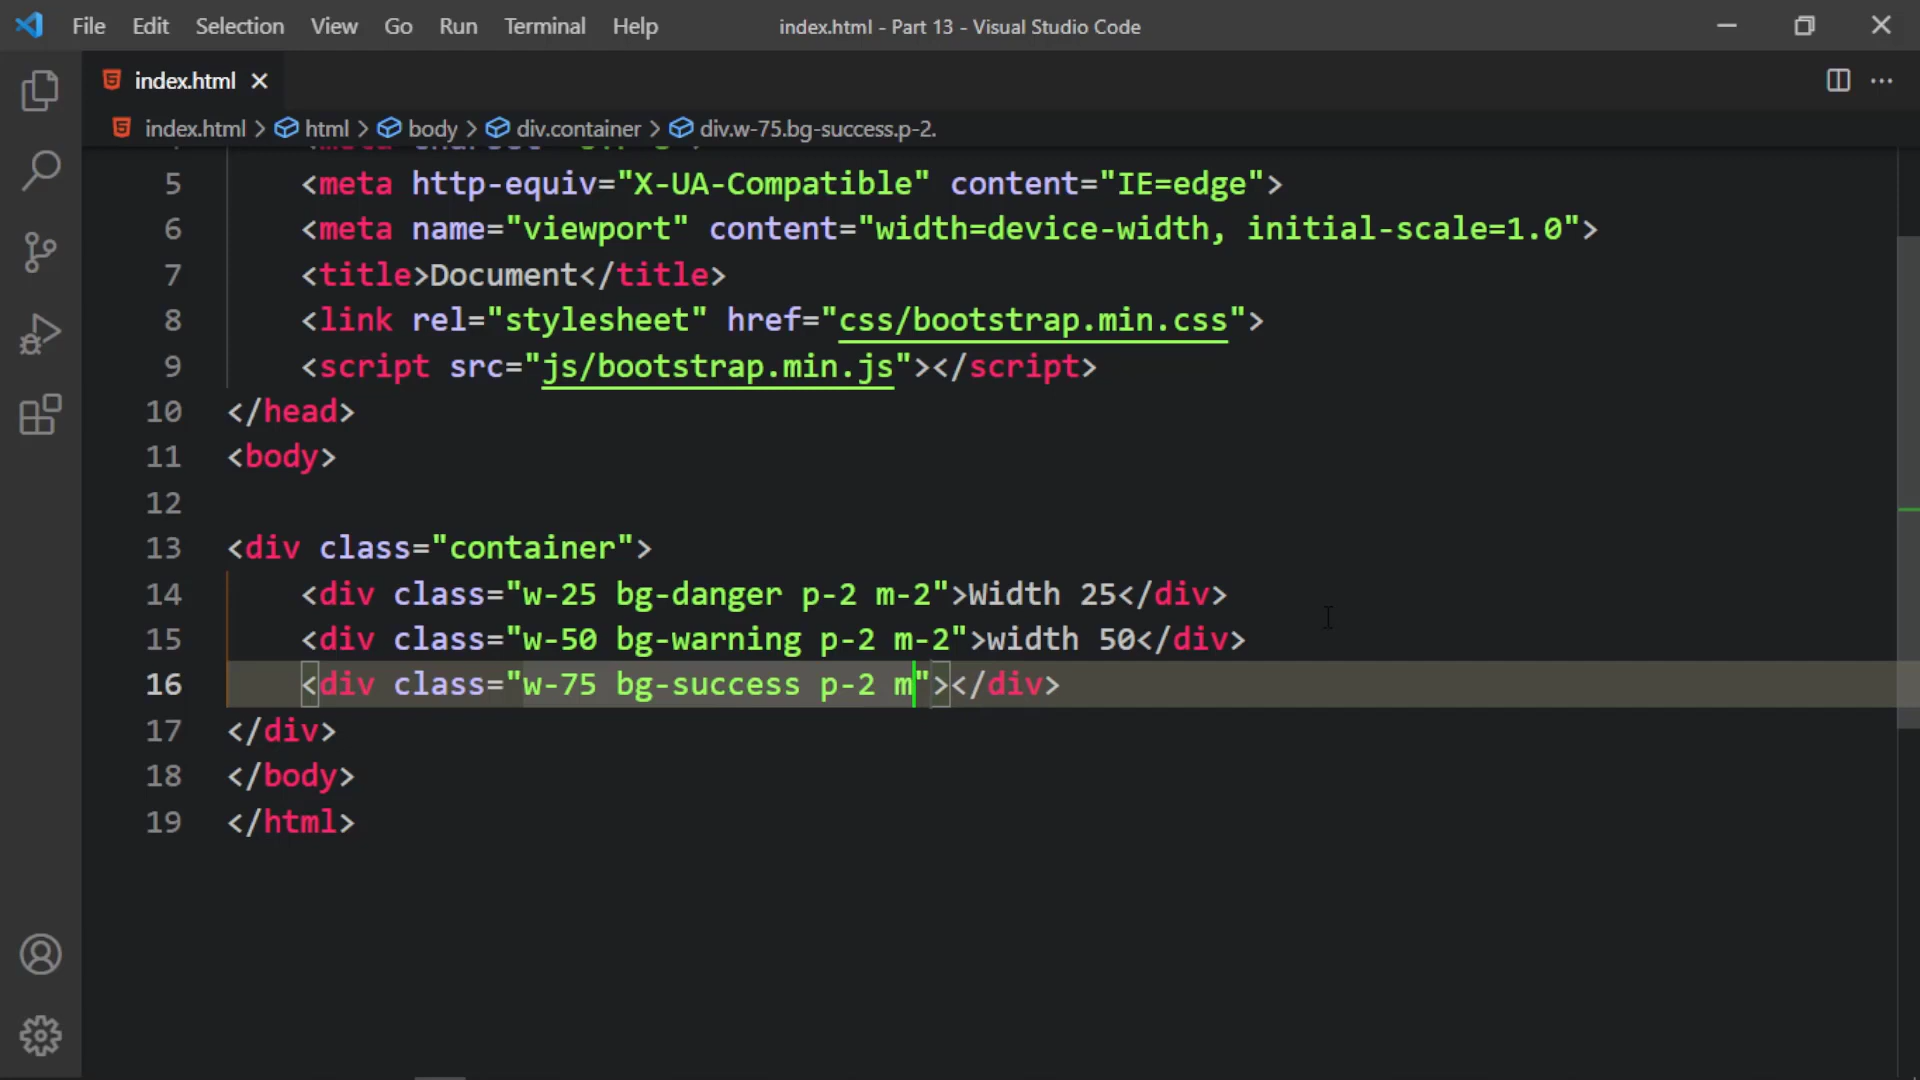 File Edit Selection View Go Run Terminal Help index.html - Part 13 - Visual Studio Code
index.html
index.html > html > body > div.container > div.w-75.bg-success.p-2.
5 <meta http-equiv="X-UA-Compatible" content="IE=edge">
6 <meta name="viewport" content="width=device-width, initial-scale=1.0">
7 <title>Document</title>
8 <link rel="stylesheet" href="css/bootstrap.min.css">
9 <script src="js/bootstrap.min.js"></script>
10 </head>
11 <body>
12
13 <div class="container">
14 <div class="w-25 bg-danger p-2 m-2">Width 25</div>
15 <div class="w-50 bg-warning p-2 m-2">width 50</div>
16 <div class="w-75 bg-success p-2 m"></div>
17 </div>
18 </body>
19 </html>